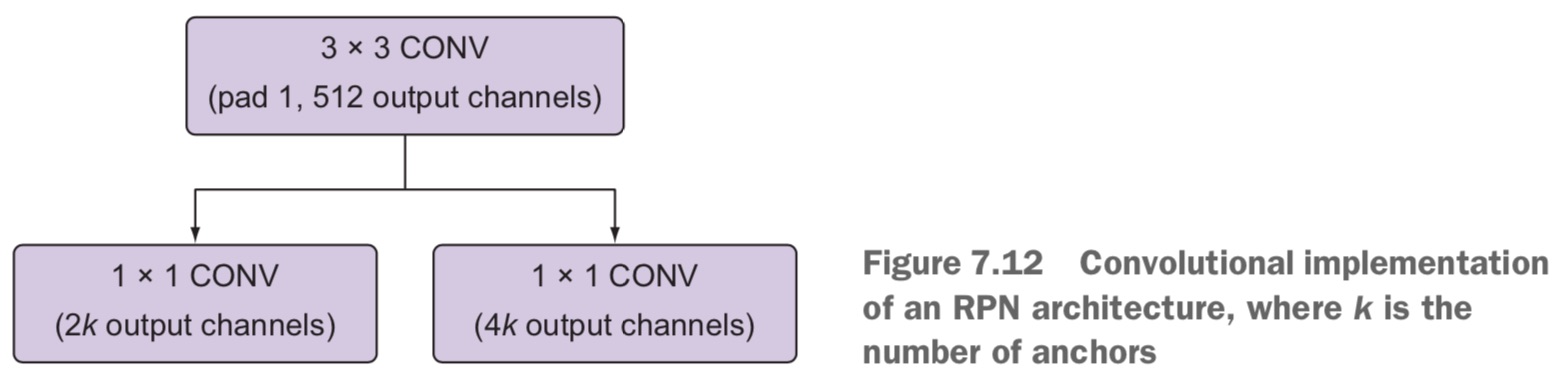 3 × 3 CONV
(pad 1, 512 output channels)
1 × 1 CONV
(2k output channels)
1 × 1 CONV
(4k output channels)
Figure 7.12 Convolutional implementation
of an RPN architecture, where k is the
number of anchors